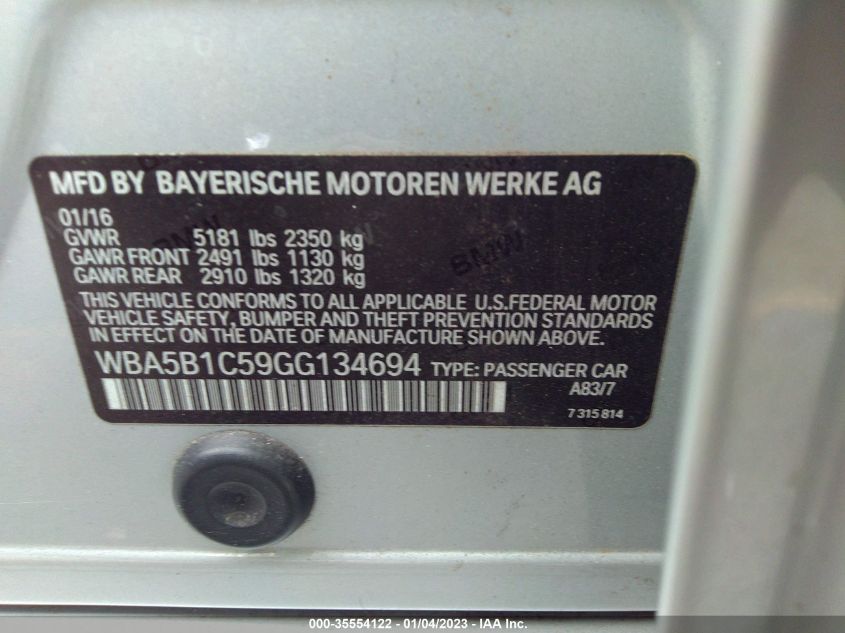 MFD BY BAYERISCHE MOTOREN WERKE AG
01/16
GVWR 5181 lbs 2350 kg
GAWR FRONT 2491 lbs 1130 kg
GAWR REAR 2910 lbs 1320 kg
THIS VEHICLE CONFORMS TO ALL APPLICABLE U.S.FEDERAL MOTOR
VEHICLE SAFETY, BUMPER AND THEFT PREVENTION STANDARDS
IN EFFECT ON THE DATE OF MANUFACTURE SHOWN ABOVE.
WBA5B1C59GG134694 TYPE: PASSENGER CAR
A83/7
7 315 814
BMW
BMW
000-35554122 - 01/04/2023 - IAA Inc.